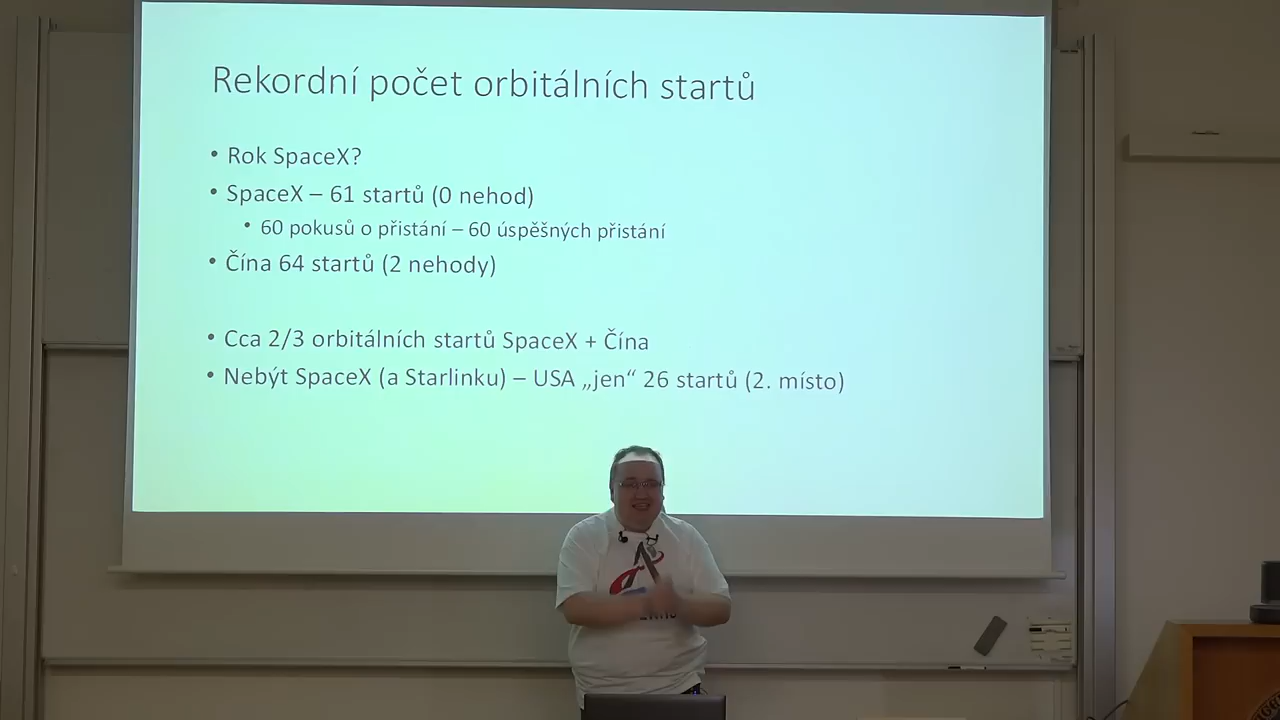 Rekordní počet orbitálních startů
• Rok SpaceX?
• SpaceX – 61 startů (0 nehod)
• 60 pokusů o přistání – 60 úspěšných přistání
• Čína 64 startů (2 nehody)
• Cca 2/3 orbitálních startů SpaceX + Čína
• Nebýt SpaceX (a Starlinku) – USA „jen“ 26 startů (2. místo)